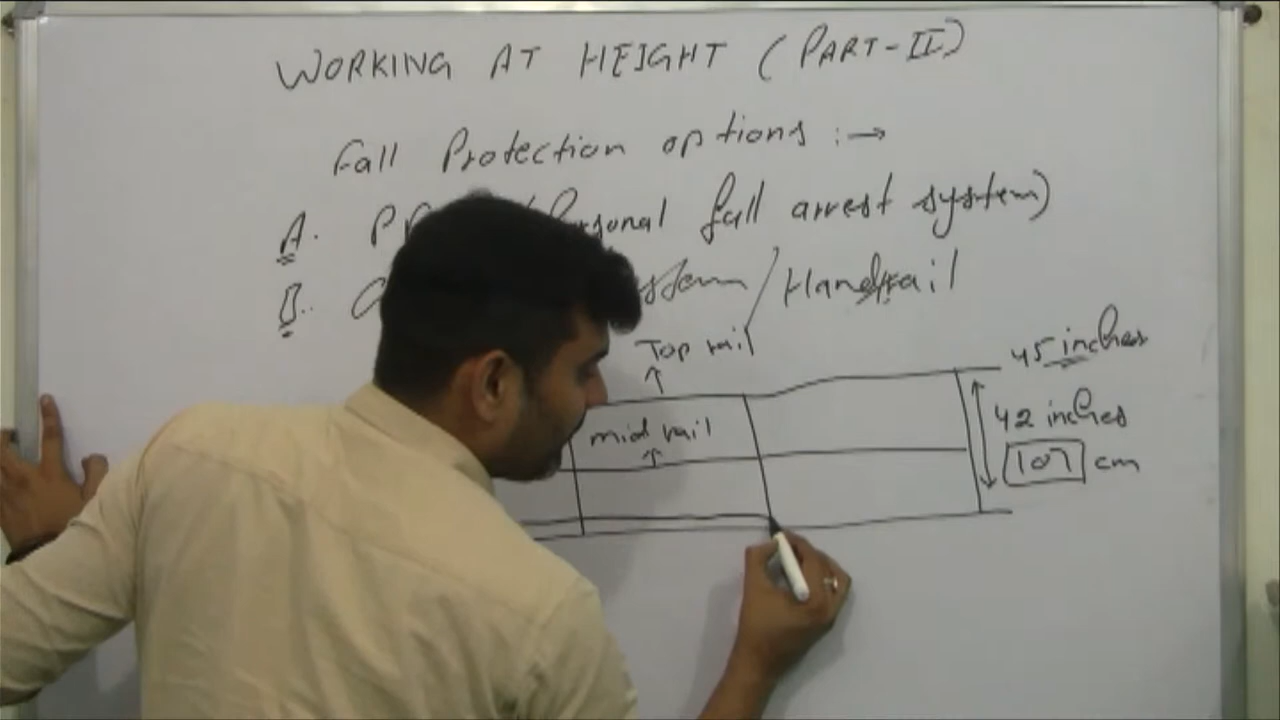 WORKING AT HEIGHT (PART-II)
Fall Protection options :→
A. Personal fall arrest system)
B. / Handrail
Top rail
45 inches
mid rail
42 inches
107 cm